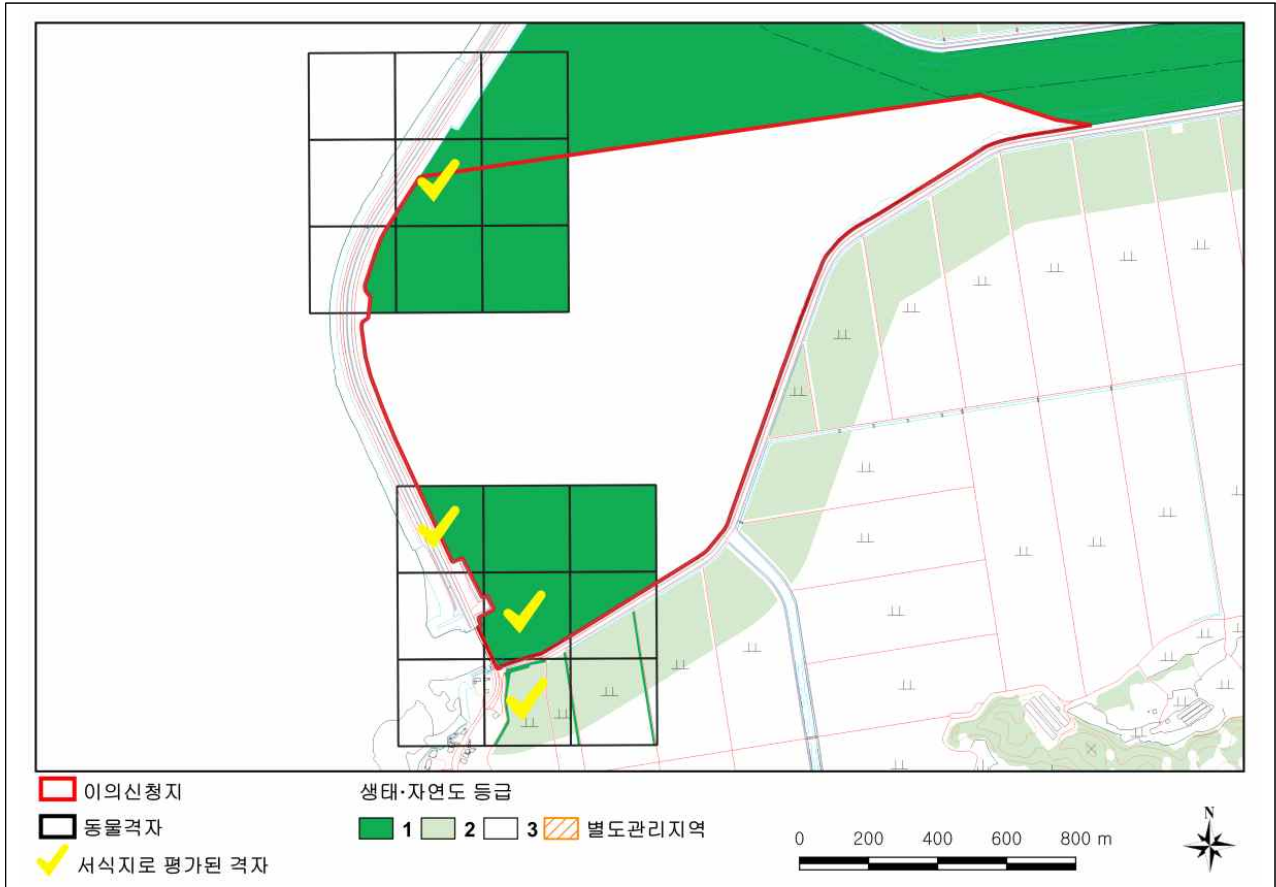 이의신청지
동물격자
서식지로 평가된 격자
생태·자연도 등급
1 2 3 별도관리지역
0 200 400 600 800 m
N